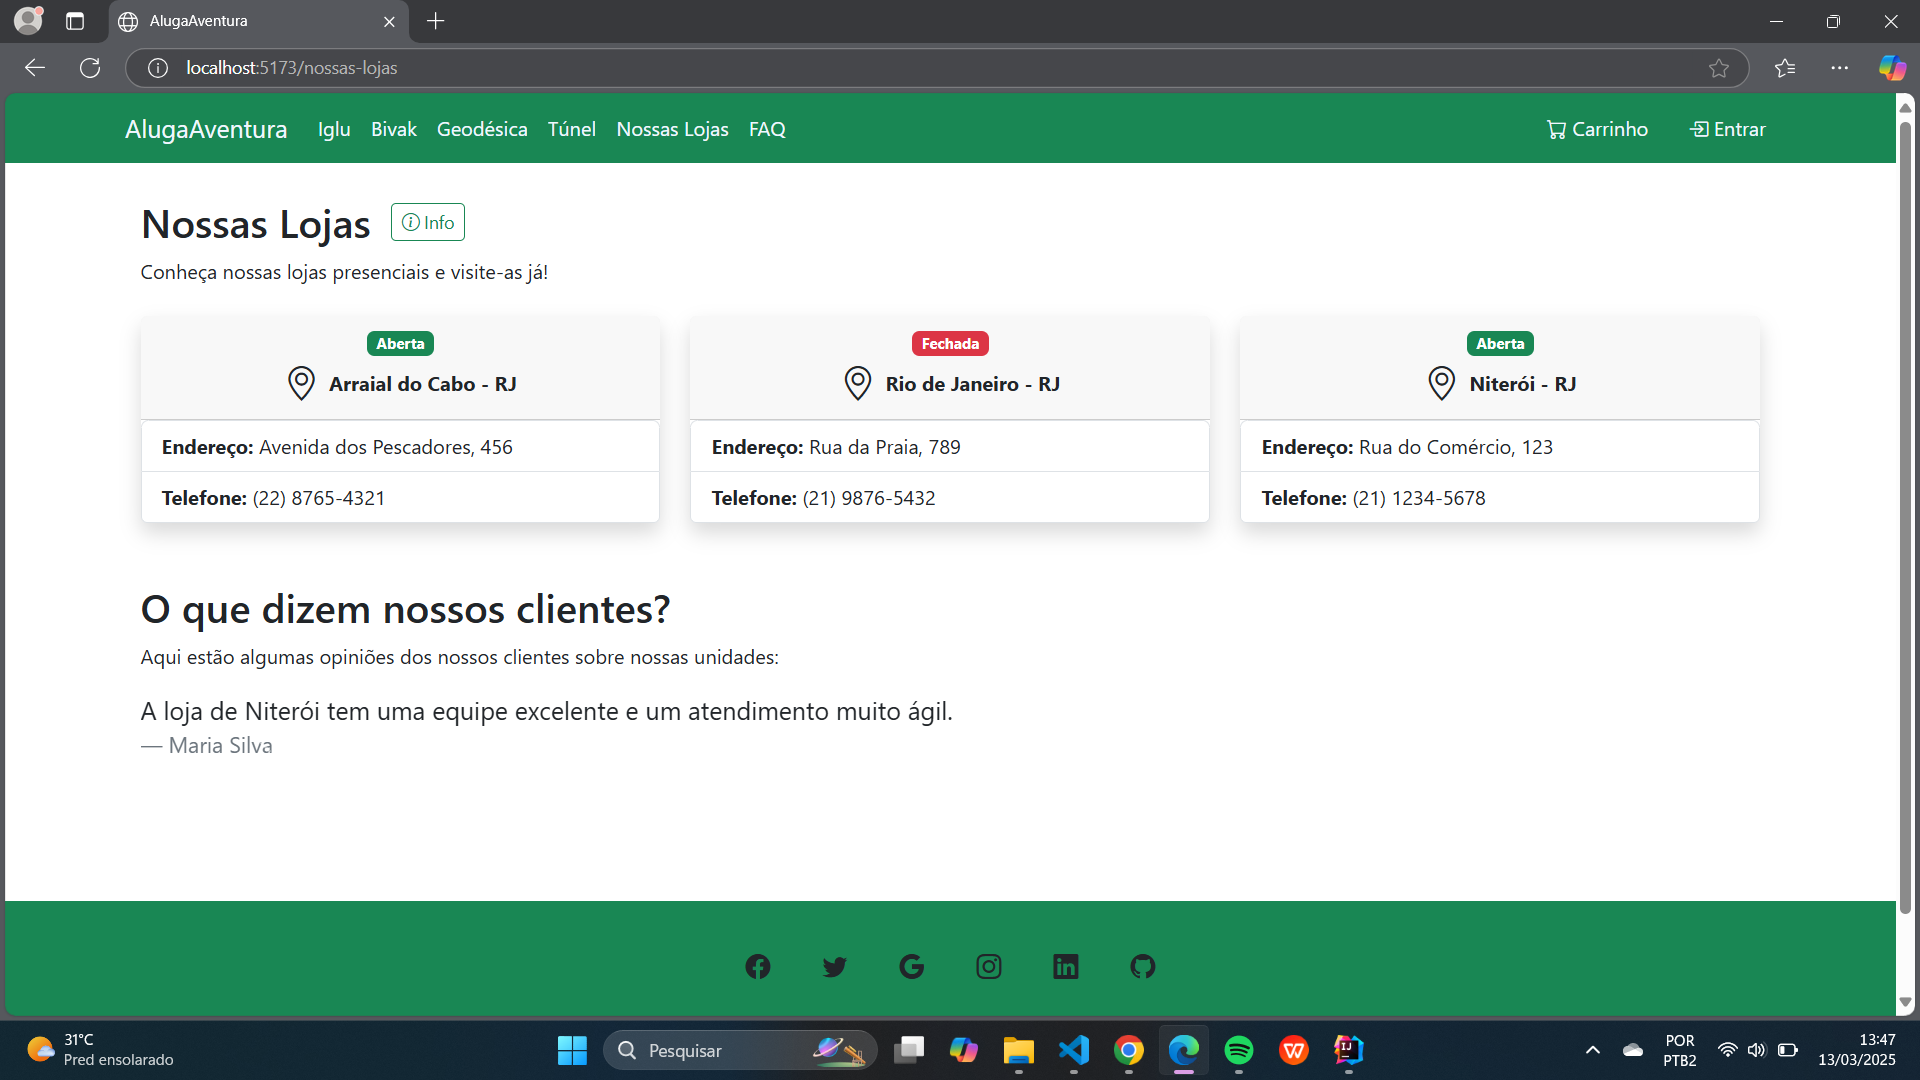 AlugaAventura
localhost:5173/nossas-lojas
AlugaAventura Iglu Bivak Geodésica Túnel Nossas Lojas FAQ Carrinho Entrar
Nossas Lojas Info
Conheça nossas lojas presenciais e visite-as já!
Aberta
Arraial do Cabo - RJ
Endereço: Avenida dos Pescadores, 456
Telefone: (22) 8765-4321
Fechada
Rio de Janeiro - RJ
Endereço: Rua da Praia, 789
Telefone: (21) 9876-5432
Aberta
Niterói - RJ
Endereço: Rua do Comércio, 123
Telefone: (21) 1234-5678
O que dizem nossos clientes?
Aqui estão algumas opiniões dos nossos clientes sobre nossas unidades:
A loja de Niterói tem uma equipe excelente e um atendimento muito ágil.
— Maria Silva
31°C
Pred ensolarado
Pesquisar
POR
PTB2
13:47
13/03/2025